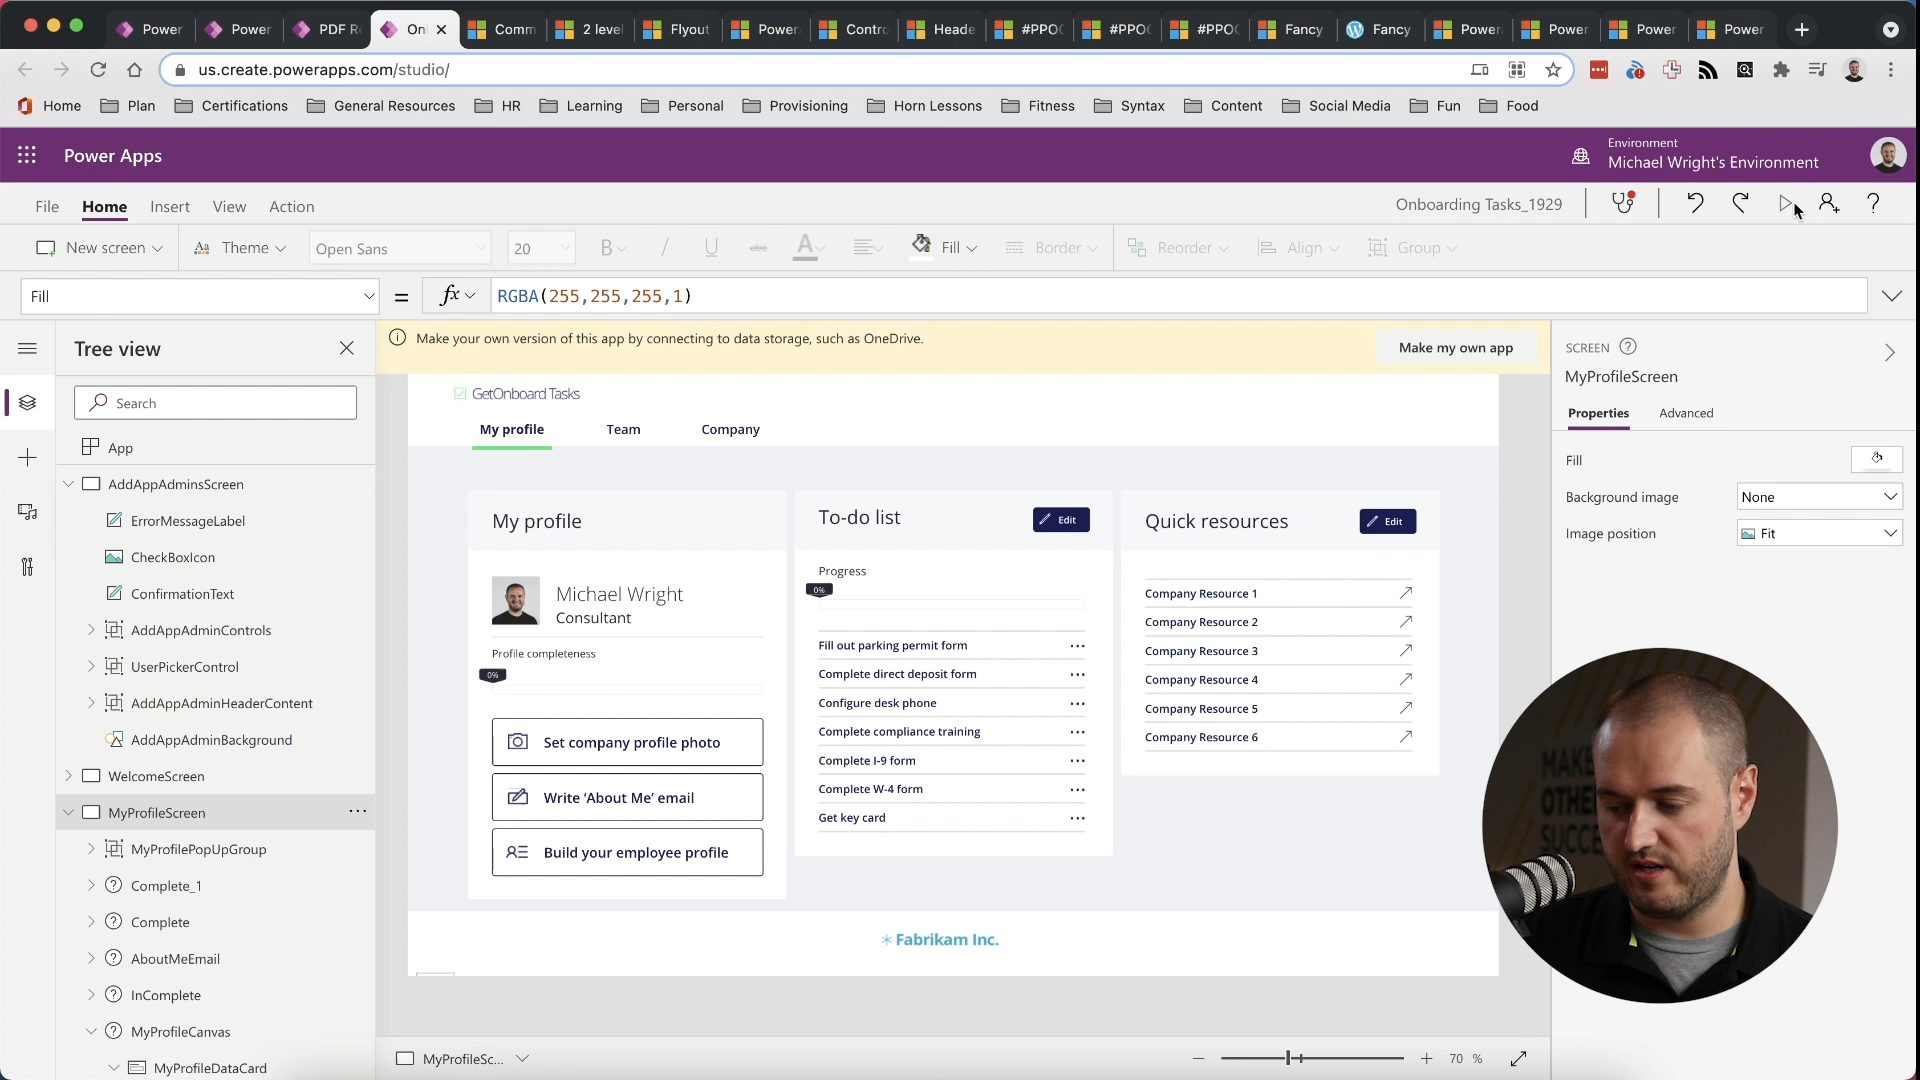 Power
Power
PDF R
On
Comm
2 level
Flyout
Power
Contro
Heade
#PPOC
#PPOC
#PPOC
Fancy
Fancy
Power
Power
Power
Power
us.create.powerapps.com/studio/
Home
Plan
Certifications
General Resources
HR
Learning
Personal
Provisioning
Horn Lessons
Fitness
Syntax
Content
Social Media
Fun
Food
Power Apps
Environment
Michael Wright's Environment
File
Home
Insert
View
Action
Onboarding Tasks_1929
New screen
Theme
Open Sans
20
B
/
U
abc
A
Fill
Border
Reorder
Align
Group
Fill
=
fx
RGBA(255,255,255,1)
Tree view
Search
App
AddAppAdminsScreen
ErrorMessageLabel
CheckBoxIcon
ConfirmationText
AddAppAdminControls
UserPickerControl
AddAppAdminHeaderContent
AddAppAdminBackground
WelcomeScreen
MyProfileScreen
MyProfilePopUpGroup
Complete_1
Complete
AboutMeEmail
InComplete
MyProfileCanvas
MyProfileDataCard
Make your own version of this app by connecting to data storage, such as OneDrive.
Make my own app
GetOnboard Tasks
My profile
Team
Company
My profile
Michael Wright
Consultant
Profile completeness
0%
Set company profile photo
Write ‘About Me’ email
Build your employee profile
To-do list
Edit
Progress
0%
Fill out parking permit form
Complete direct deposit form
Configure desk phone
Complete compliance training
Complete I-9 form
Complete W-4 form
Get key card
Quick resources
Edit
Company Resource 1
Company Resource 2
Company Resource 3
Company Resource 4
Company Resource 5
Company Resource 6
Fabrikam Inc.
MyProfileSc...
70 %
SCREEN
MyProfileScreen
Properties
Advanced
Fill
Background image
None
Image position
Fit
MAKE
OTHE
SUCCE